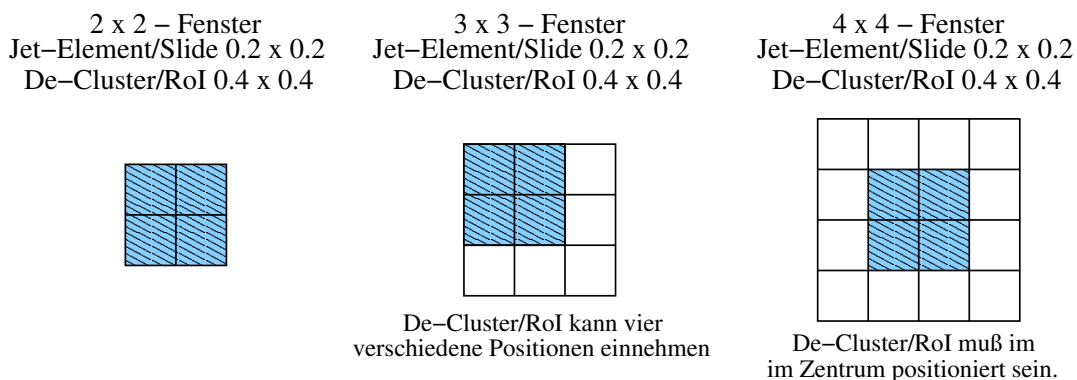 2 x 2 – Fenster
Jet–Element/Slide 0.2 x 0.2
De–Cluster/RoI 0.4 x 0.4
3 x 3 – Fenster
Jet–Element/Slide 0.2 x 0.2
De–Cluster/RoI 0.4 x 0.4
De–Cluster/RoI kann vier
verschiedene Positionen einnehmen
4 x 4 – Fenster
Jet–Element/Slide 0.2 x 0.2
De–Cluster/RoI 0.4 x 0.4
De–Cluster/RoI muß im
im Zentrum positioniert sein.